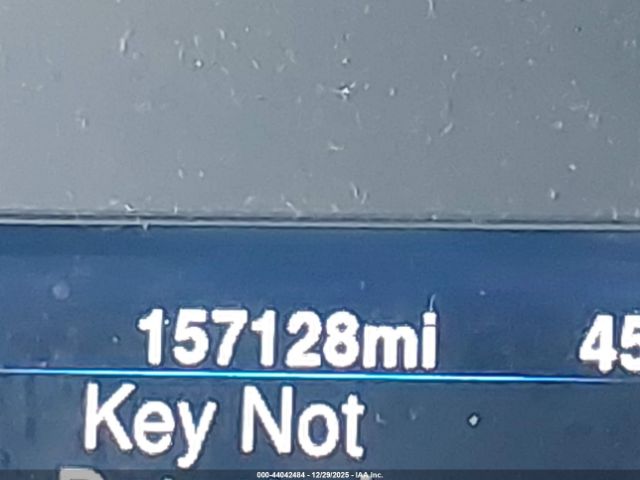 157128mi 45
Key Not
000-44042484 - 12/29/2025 - IAA Inc.